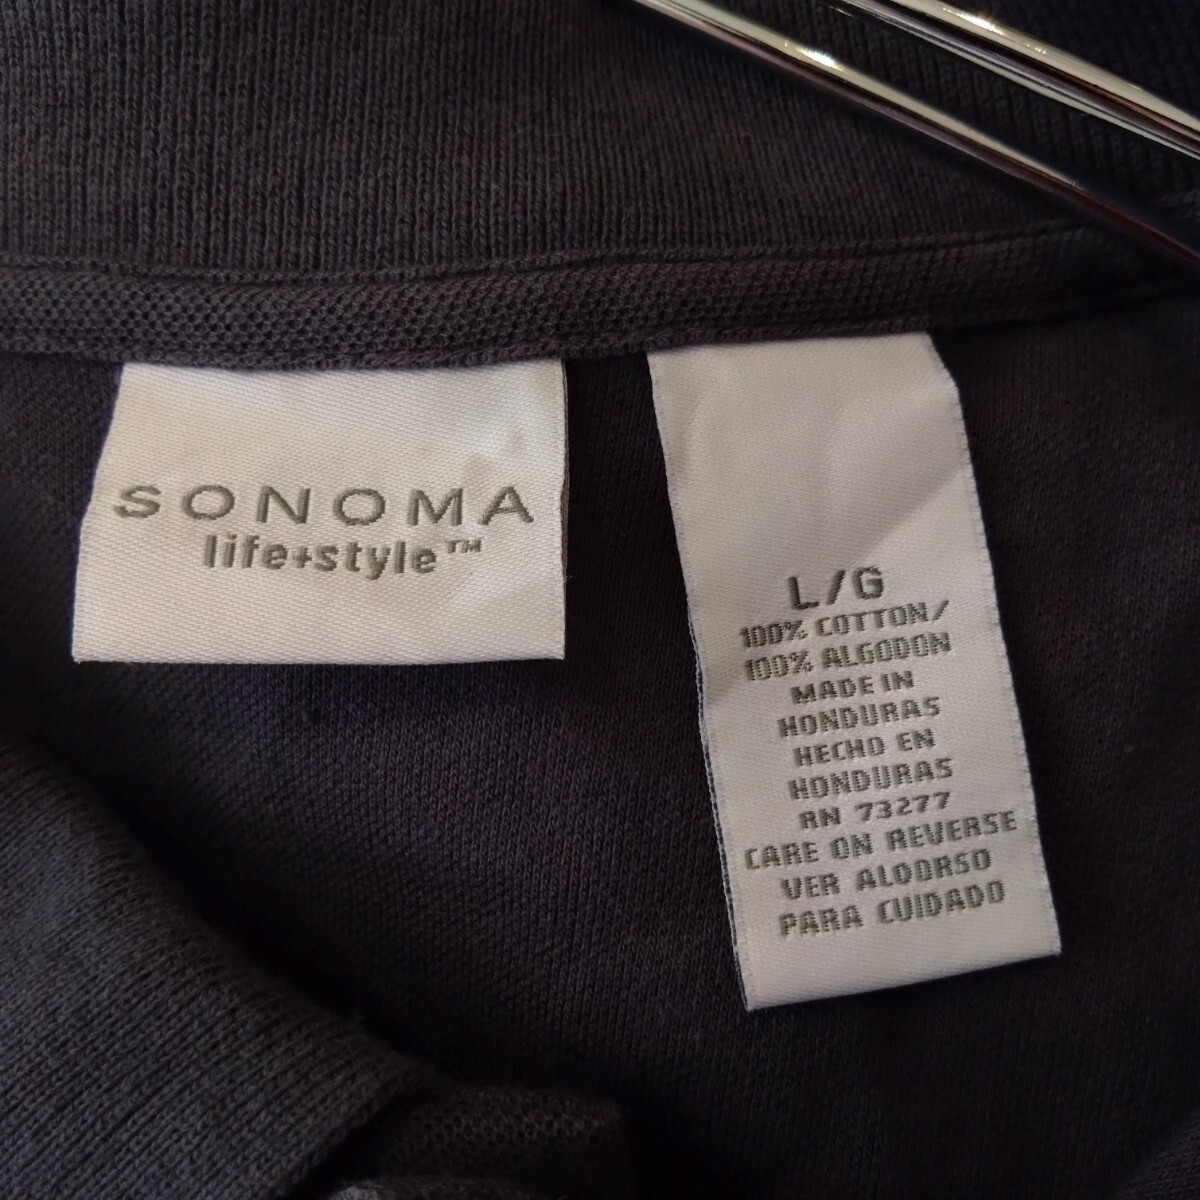 SONOMA
life+style™
L/G
100% COTTON/
100% ALGODON
MADE IN
HONDURAS
HECHO EN
HONDURAS
RN 73277
CARE ON REVERSE
VER ALDORSO
PARA CUIDADO